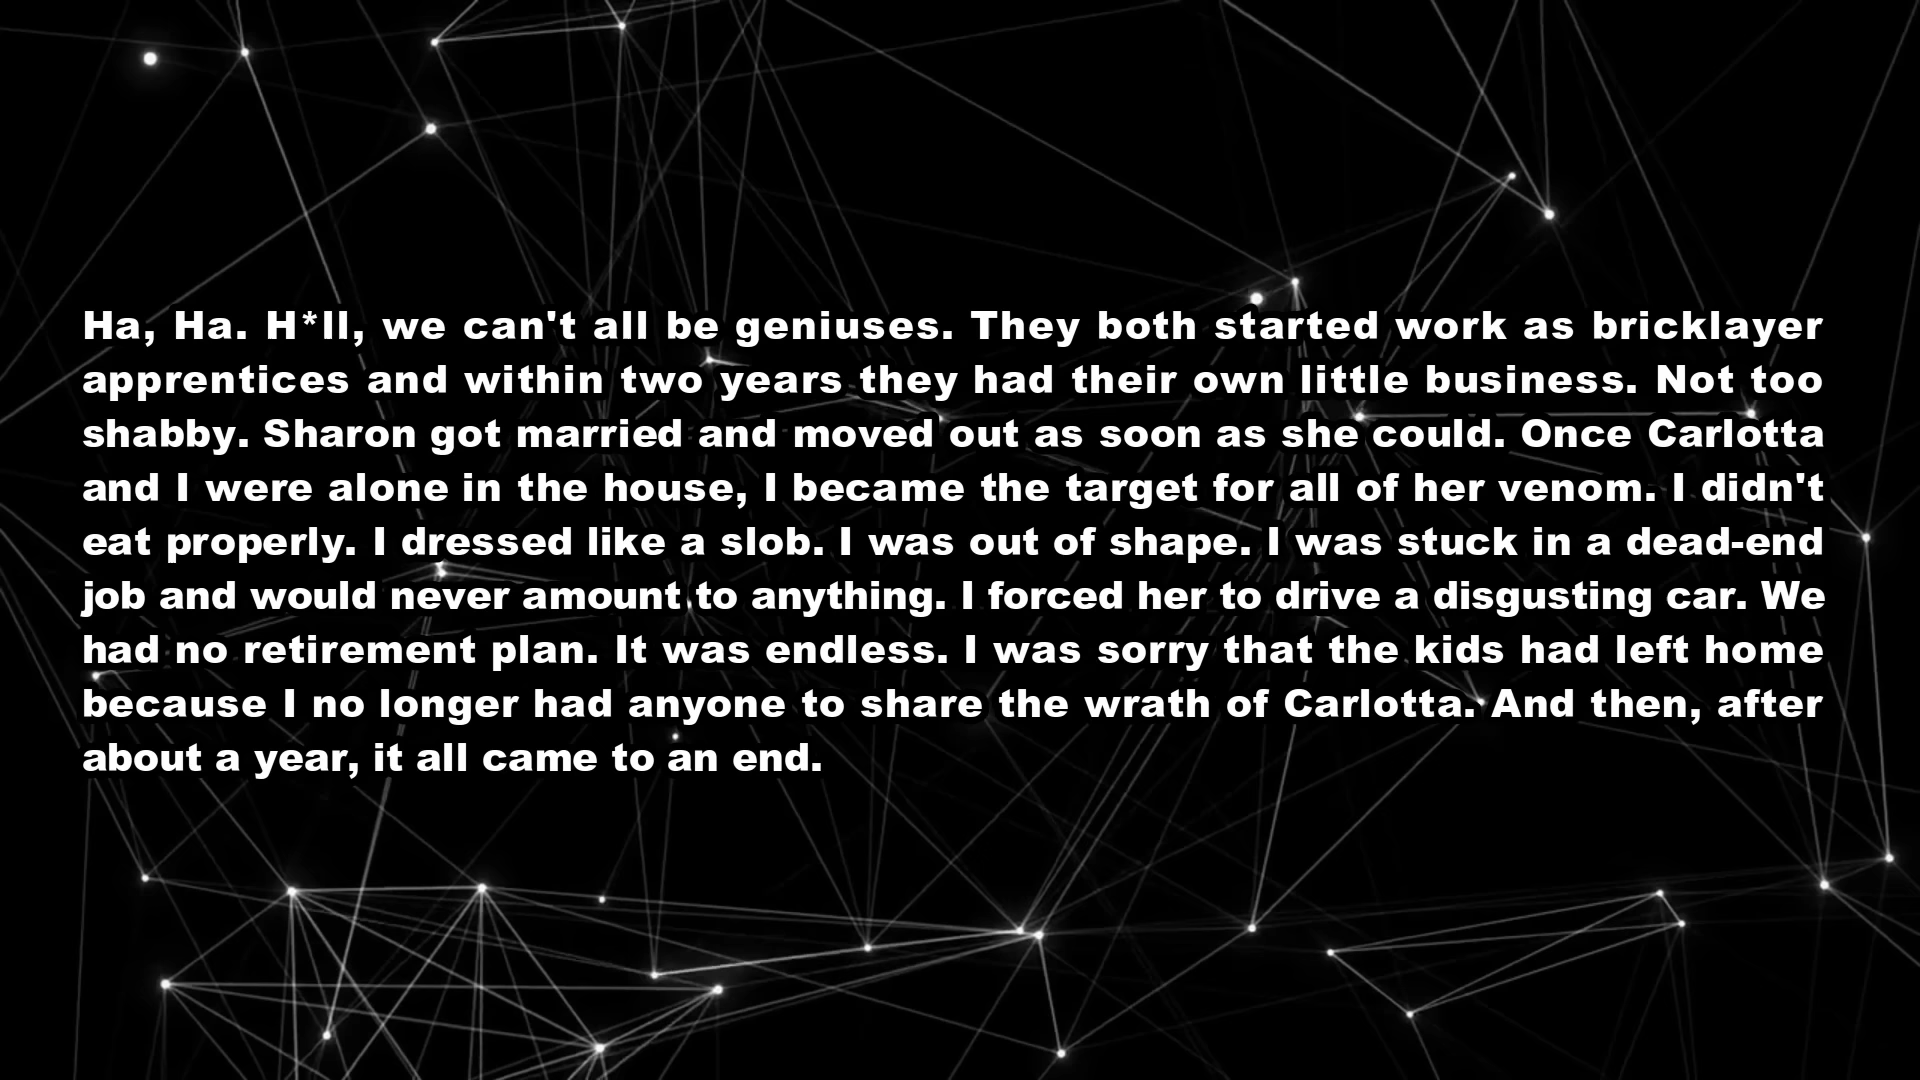 Ha, Ha. H*ll, we can't all be geniuses. They both started work as bricklayer
apprentices and within two years they had their own little business. Not too
shabby. Sharon got married and moved out as soon as she could. Once Carlotta
and I were alone in the house, I became the target for all of her venom. I didn't
eat properly. I dressed like a slob. I was out of shape. I was stuck in a dead-end
job and would never amount to anything. I forced her to drive a disgusting car. We
had no retirement plan. It was endless. I was sorry that the kids had left home
because I no longer had anyone to share the wrath of Carlotta. And then, after
about a year, it all came to an end.